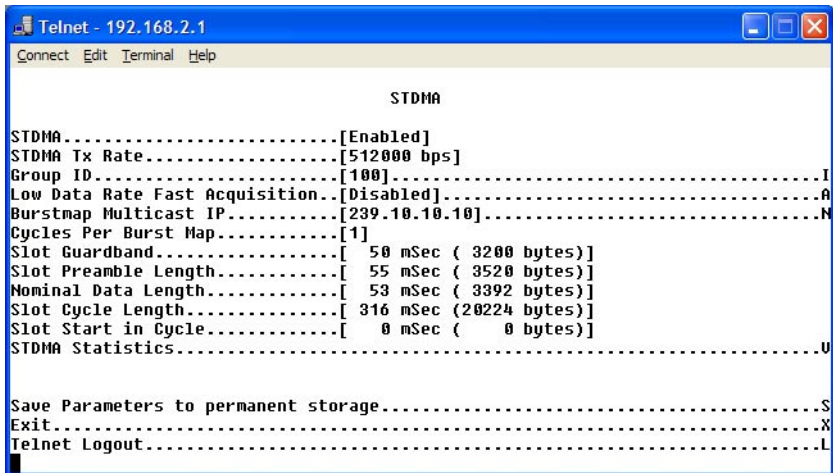 Telnet - 192.168.2.1
Connect Edit Terminal Help
STDMA
STDMA...........................[Enabled]
STDMA Tx Rate...................[512000 bps]
Group ID........................[100]..........................................I
Low Data Rate Fast Acquisition..[Disabled].....................................A
Burstmap Multicast IP...........[239.10.10.10].................................N
Cycles Per Burst Map............[1]
Slot Guardband..................[  50 mSec ( 3200 bytes)]
Slot Preamble Length............[  55 mSec ( 3520 bytes)]
Nominal Data Length.............[  53 mSec ( 3392 bytes)]
Slot Cycle Length...............[ 316 mSec (20224 bytes)]
Slot Start in Cycle.............[   0 mSec (    0 bytes)]
STDMA Statistics...............................................................V
Save Parameters to permanent storage...........................................S
Exit...........................................................................X
Telnet Logout..................................................................L